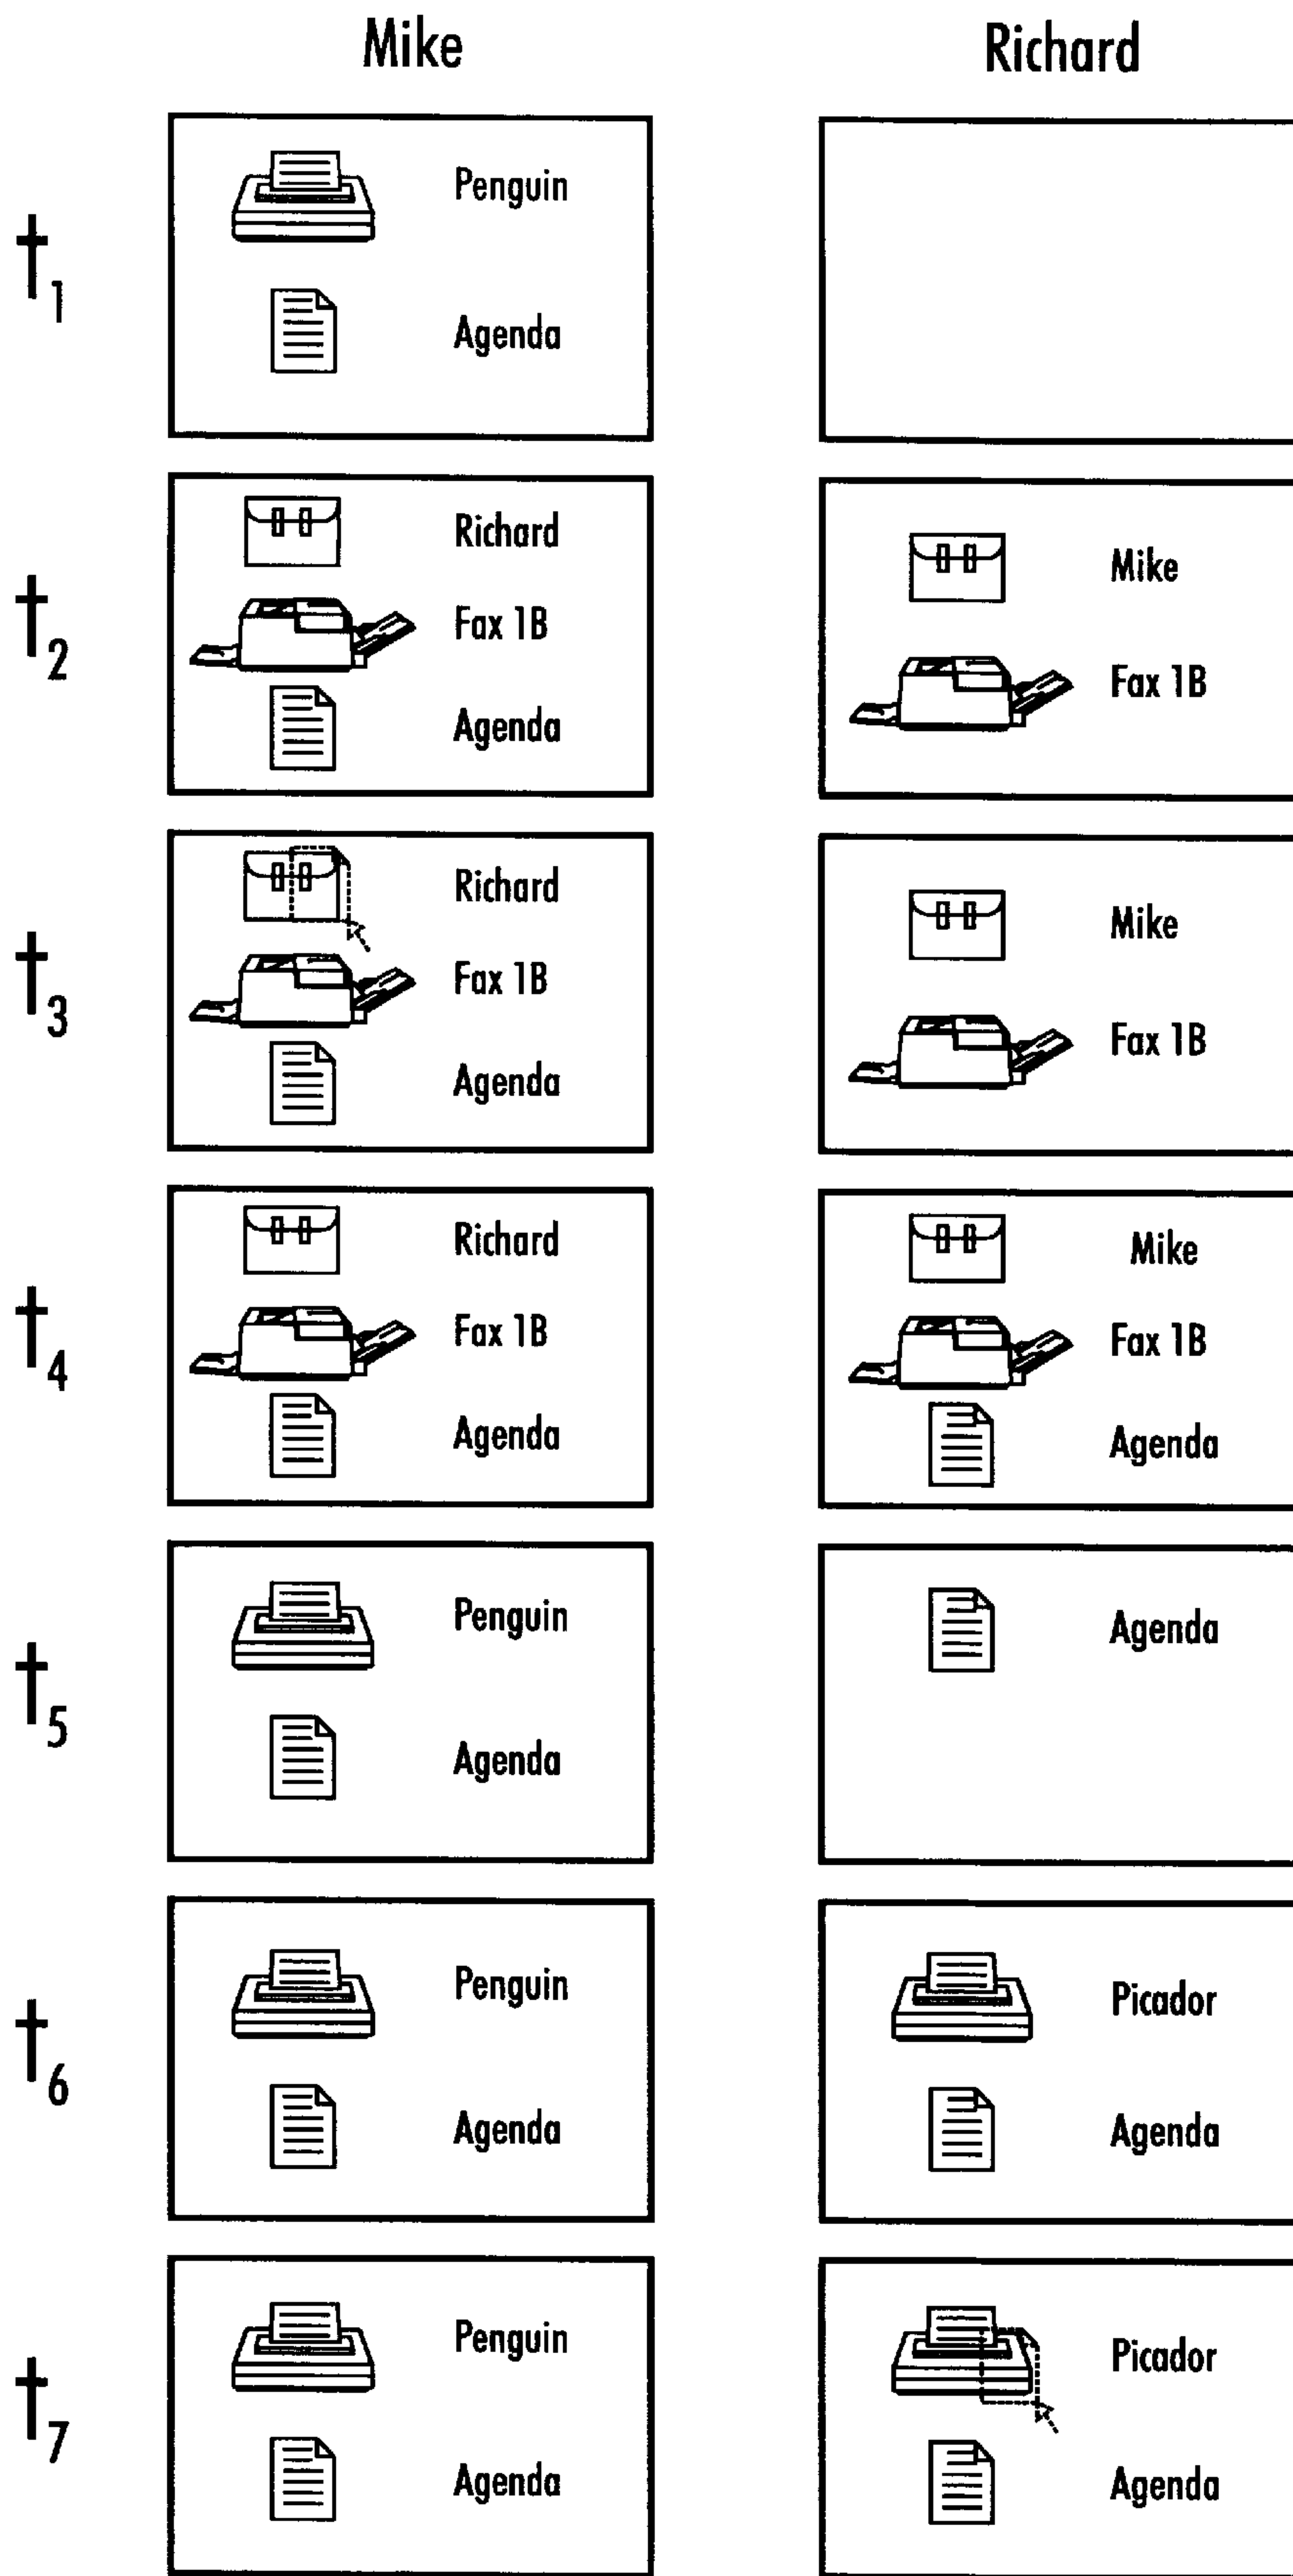 Mike Richard
t1
Penguin
Agenda
t2
Richard Mike
Fax 1B Fax 1B
Agenda
t3
Richard Mike
Fax 1B Fax 1B
Agenda
t4
Richard Mike
Fax 1B Fax 1B
Agenda Agenda
t5
Penguin Agenda
Agenda
t6
Penguin Picador
Agenda Agenda
t7
Penguin Picador
Agenda Agenda